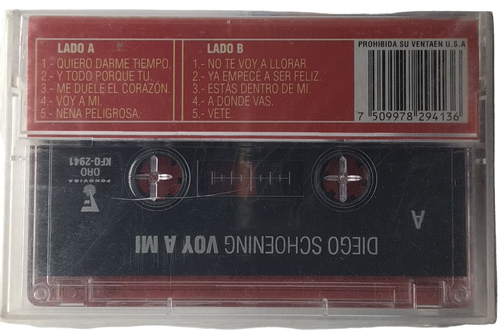 LADO A
1.- QUIERO DARME TIEMPO.
2.- Y TODO PORQUE TU.
3.- ME DUELE EL CORAZÓN.
4.- VOY A MI.
5.- NENA PELIGROSA.
LADO B
1.- NO TE VOY A LLORAR.
2.- YA EMPECE A SER FELIZ.
3.- ESTÁS DENTRO DE MI.
4.- A DONDE VAS.
5.- VETE.
PROHIBIDA SU VENTAEN U.S.A
7 509978 294136
FONOVISA
ORO
KFO-2941
A
DIEGO SCHOENING VOY A MI